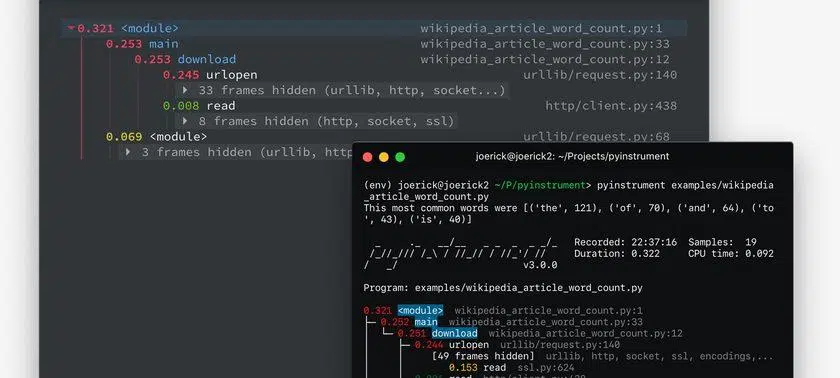 0.321 <module> wikipedia_article_word_count.py:1
0.253 main wikipedia_article_word_count.py:33
0.253 download wikipedia_article_word_count.py:12
0.245 urlopen urllib/request.py:140
33 frames hidden (urllib, http, socket...)
0.008 read http/client.py:438
8 frames hidden (http, socket, ssl)
0.069 <module> urllib/request.py:68
3 frames hidden (urllib, http
joerick@joerick2: ~/Projects/pyinstrument
(env) joerick@joerick2 ~/P/pyinstrument> pyinstrument examples/wikipedia
_article_word_count.py
This most common words were [('the', 121), ('of', 70), ('and', 64), ('to
', 43), ('is', 40)]
Recorded: 22:37:16 Samples: 19
Duration: 0.322 CPU time: 0.092
v3.0.0
Program: examples/wikipedia_article_word_count.py
0.321 <module> wikipedia_article_word_count.py:1
0.252 main wikipedia_article_word_count.py:33
0.251 download wikipedia_article_word_count.py:12
0.244 urlopen urllib/request.py:140
[49 frames hidden] urllib, http, socket, ssl, encodings,...
0.153 read ssl.py:624